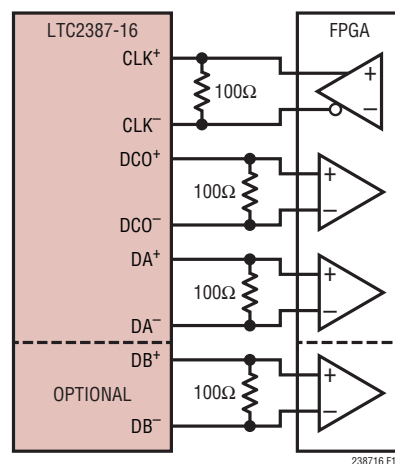 LTC2387-16
FPGA
CLK+
100Ω
+
CLK–
–
DCO+
100Ω
+
DCO–
–
DA+
100Ω
+
DA–
–
DB+
100Ω
+
OPTIONAL
DB–
–
238716 F1